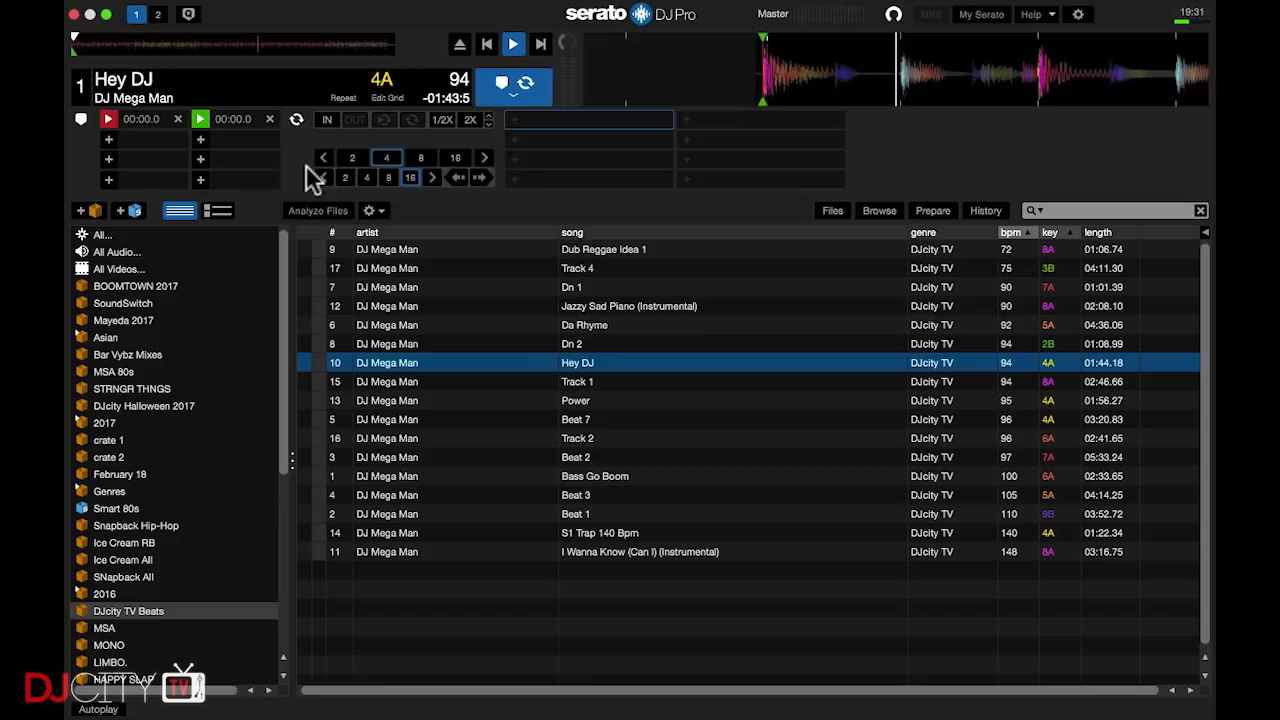 1 2 serato DJ Pro Master MIDI My Serato Help 19:31
1 Hey DJ 4A 94
DJ Mega Man Repeat Edit Grid -01:43:5
00:00.0 00:00.0 IN OUT 1/2X 2X
2 4 8 16
2 4 8 16
Analyze Files Files Browse Prepare History
# artist song genre bpm key length
All...
All Audio...
All Videos...
BOOMTOWN 2017
SoundSwitch
Mayeda 2017
Asian
Bar Vybz Mixes
MSA 80s
STRNGR THNGS
DJcity Halloween 2017
2017
crate 1
crate 2
February 18
Genres
Smart 80s
Snapback Hip-Hop
Ice Cream RB
Ice Cream All
SNapback All
2016
DJcity TV Beats
MSA
MONO
LIMBO.
HAPPY SLAP
Autoplay
9 DJ Mega Man Dub Reggae Idea 1 DJcity TV 72 8A 01:06.74
17 DJ Mega Man Track 4 DJcity TV 75 3B 04:11.30
7 DJ Mega Man Dn 1 DJcity TV 90 7A 01:01.39
12 DJ Mega Man Jazzy Sad Piano (Instrumental) DJcity TV 90 8A 02:08.10
6 DJ Mega Man Da Rhyme DJcity TV 92 5A 04:36.06
8 DJ Mega Man Dn 2 DJcity TV 94 2B 01:08.99
10 DJ Mega Man Hey DJ DJcity TV 94 4A 01:44.18
15 DJ Mega Man Track 1 DJcity TV 94 8A 02:46.66
13 DJ Mega Man Power DJcity TV 95 4A 01:56.27
5 DJ Mega Man Beat 7 DJcity TV 96 4A 03:20.83
16 DJ Mega Man Track 2 DJcity TV 96 6A 02:41.65
3 DJ Mega Man Beat 2 DJcity TV 97 7A 05:33.24
1 DJ Mega Man Bass Go Boom DJcity TV 100 6A 02:33.65
4 DJ Mega Man Beat 3 DJcity TV 105 5A 04:14.25
2 DJ Mega Man Beat 1 DJcity TV 110 9B 03:52.72
14 DJ Mega Man S1 Trap 140 Bpm DJcity TV 140 4A 01:22.34
11 DJ Mega Man I Wanna Know (Can I) (Instrumental) DJcity TV 148 8A 03:16.75
DJCITY TV